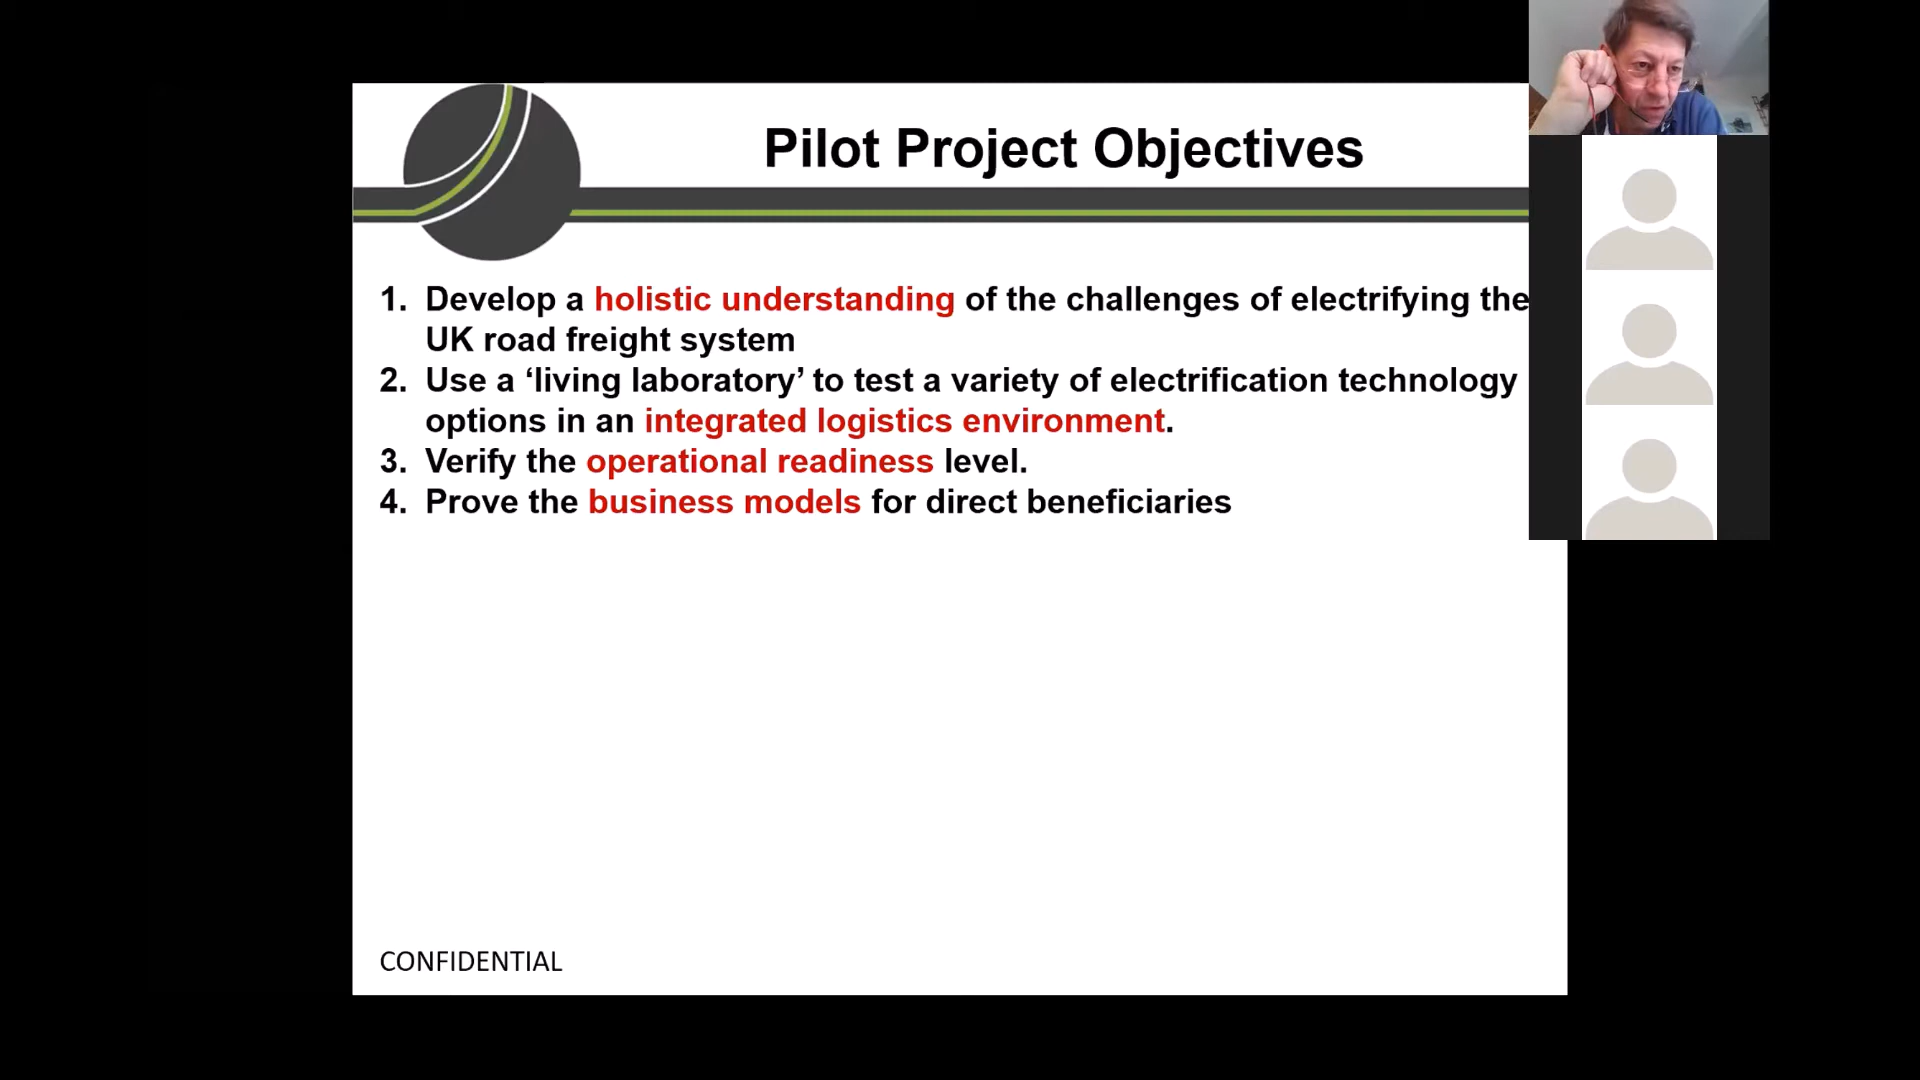 Pilot Project Objectives
1. Develop a holistic understanding of the challenges of electrifying the
UK road freight system
2. Use a ‘living laboratory’ to test a variety of electrification technology
options in an integrated logistics environment.
3. Verify the operational readiness level.
4. Prove the business models for direct beneficiaries
CONFIDENTIAL